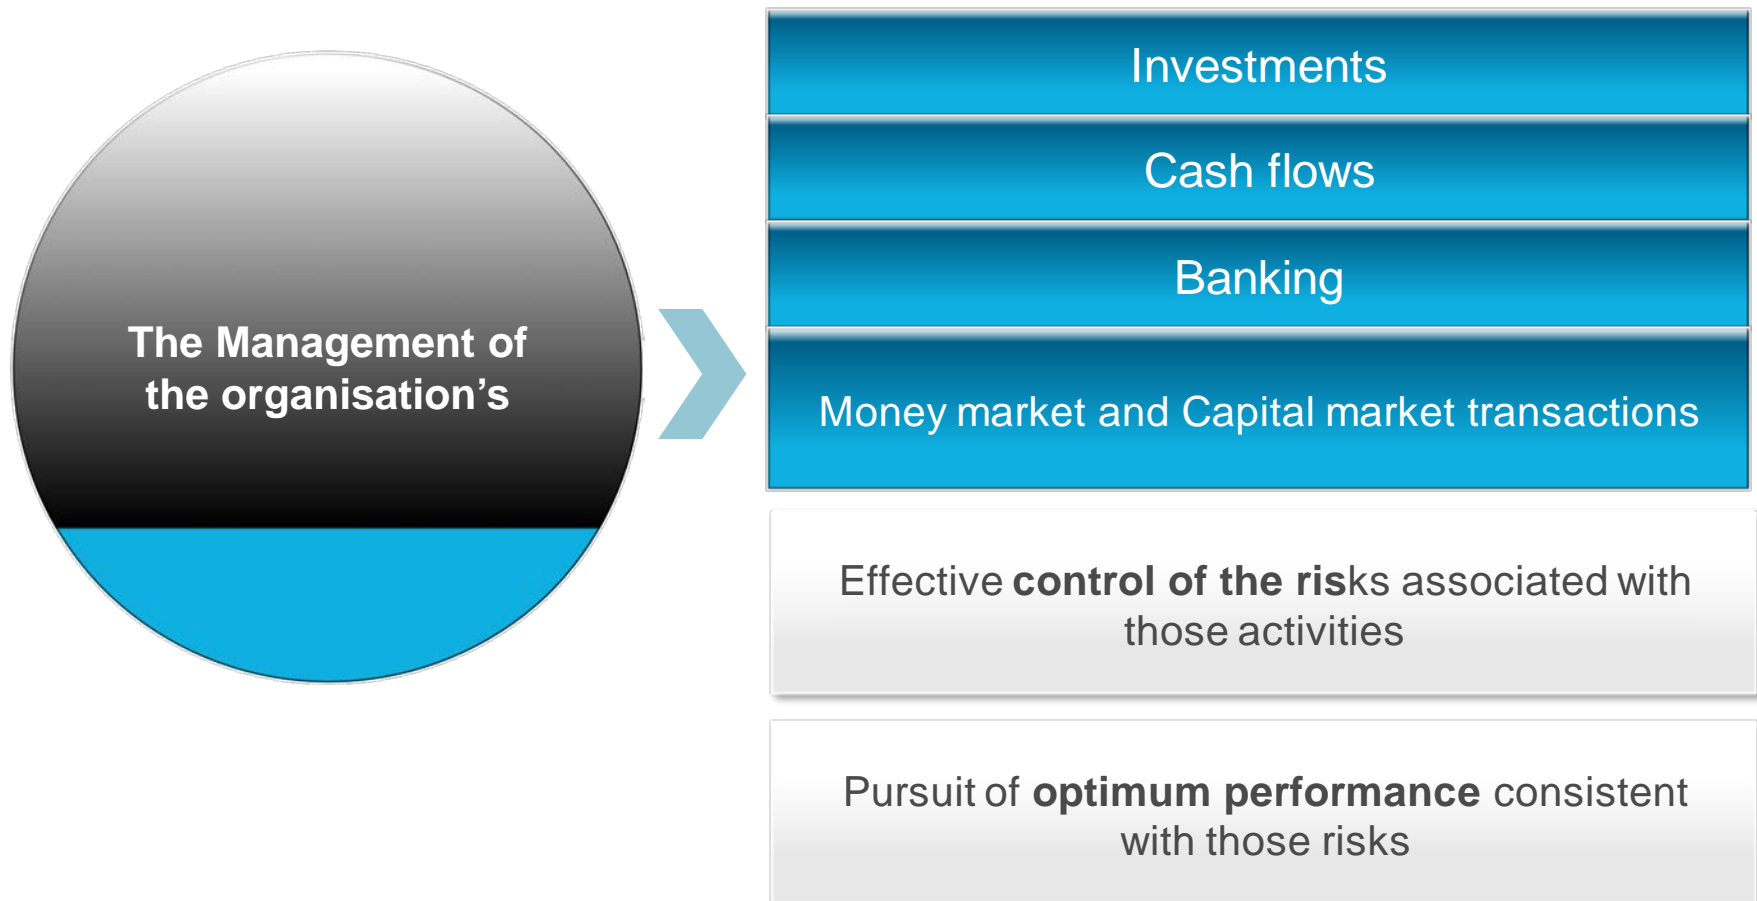 The Management of
the organisation’s
Investments
Cash flows
Banking
Money market and Capital market transactions
Effective control of the risks associated with
those activities
Pursuit of optimum performance consistent
with those risks